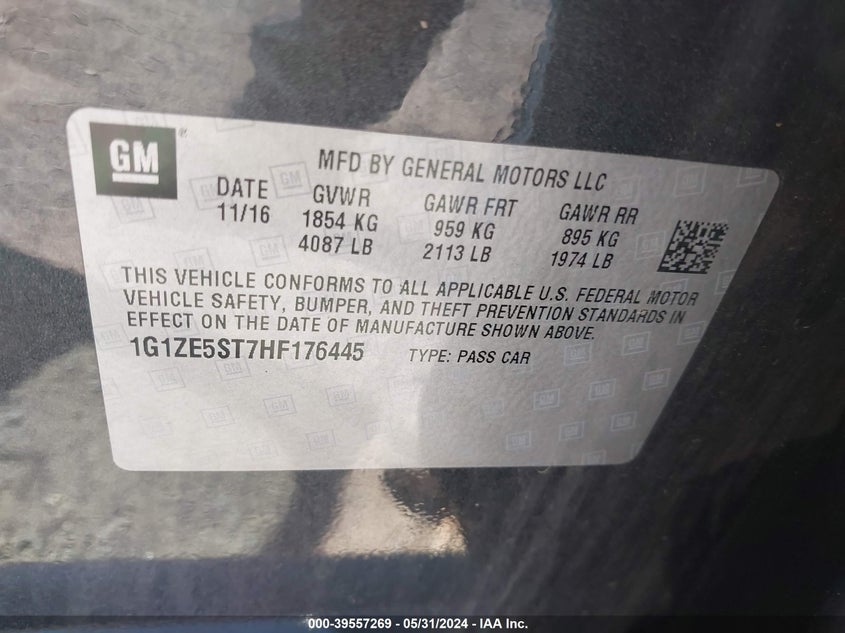 GM ®
MFD BY GENERAL MOTORS LLC
DATE GVWR GAWR FRT GAWR RR
11/16 1854 KG 959 KG 895 KG
4087 LB 2113 LB 1974 LB
THIS VEHICLE CONFORMS TO ALL APPLICABLE U.S. FEDERAL MOTOR
VEHICLE SAFETY, BUMPER, AND THEFT PREVENTION STANDARDS IN
EFFECT ON THE DATE OF MANUFACTURE SHOWN ABOVE.
1G1ZE5ST7HF176445 TYPE: PASS CAR
000-39557269 - 05/31/2024 - IAA Inc.